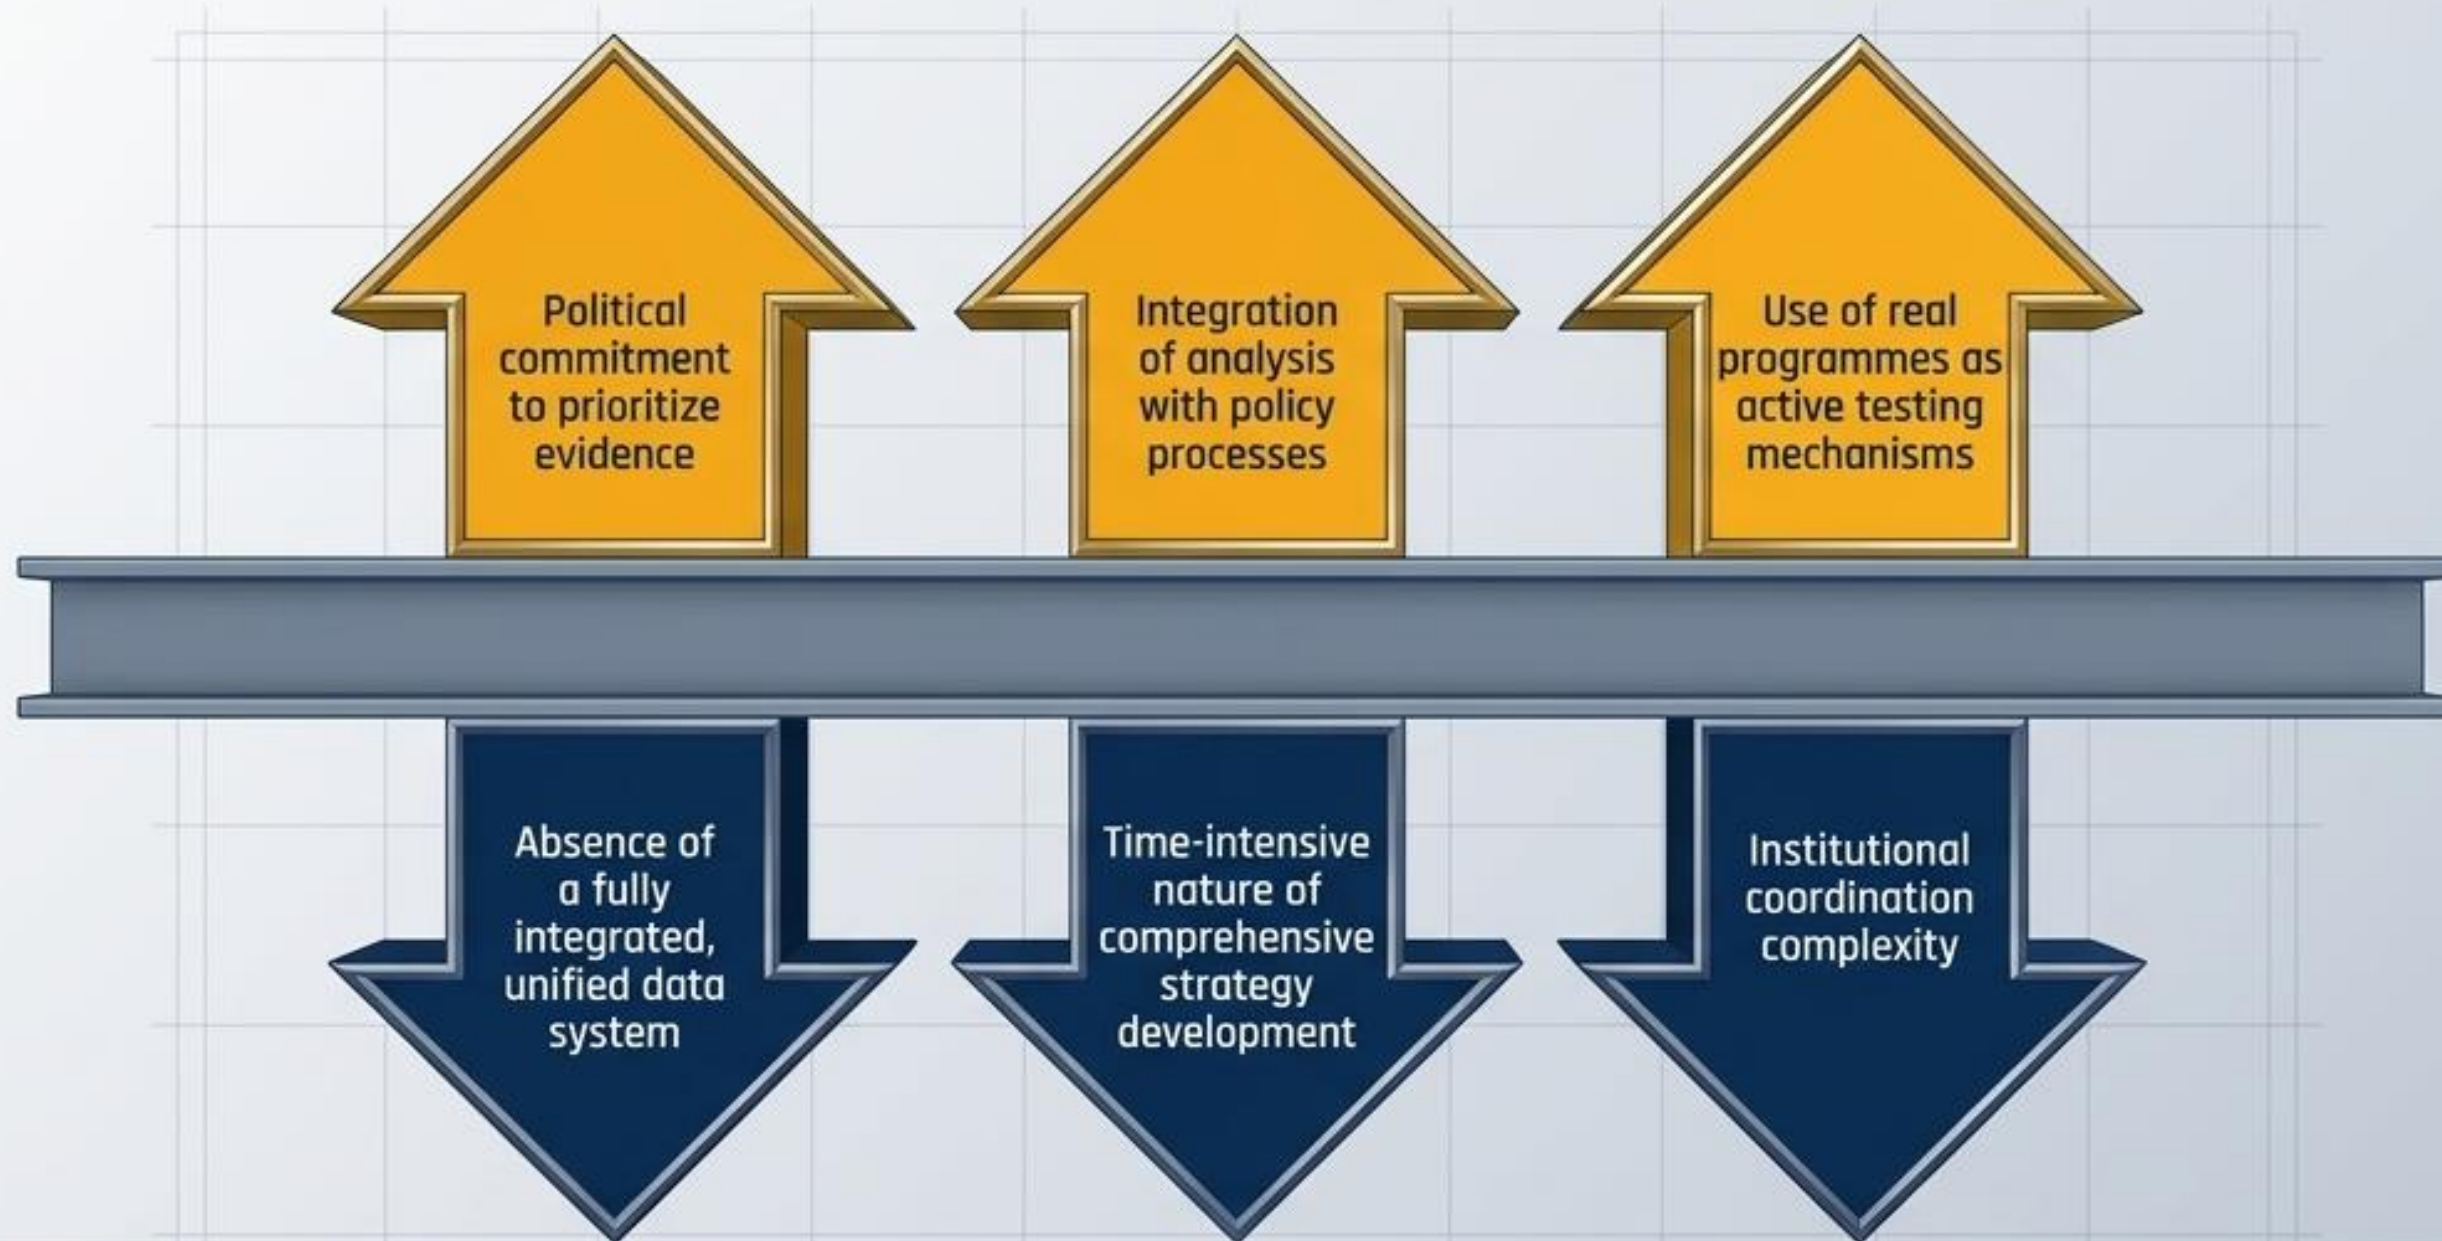 Political
commitment
to prioritize
evidence
Integration
of analysis
with policy
processes
Use of real
programmes as
active testing
mechanisms
Absence of
a fully
integrated,
unified data
system
Time-intensive
nature of
comprehensive
strategy
development
Institutional
coordination
complexity